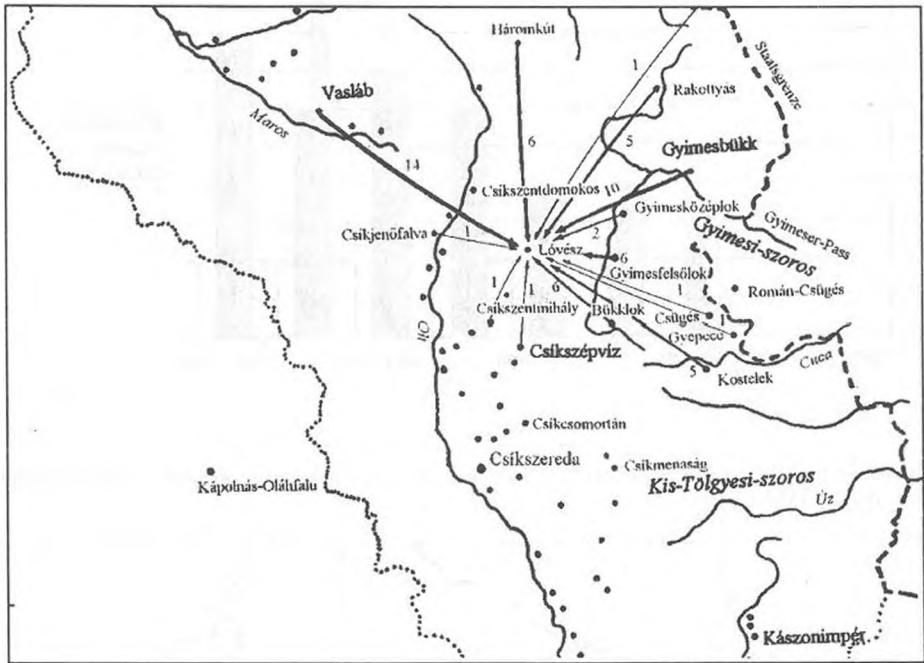 Háromkút
Staatsgrenze
1
Rakottyás
Vasláb
Maros
6
5
Gyimesbükk
14
Csíkszentdomokos
10
Gyimesközéplok
Gyimeser-Pass
Csíkjenőfalva
1
2
Gyimesi-szoros
Lóvész
6
Gyimesfelsőlok
1
1
6
1
Román-Csügés
Csíkszentmihály
Bükklok
Csügés
1
Olt
Gyepece
Csíkszépvíz
Cuca
5
Kostelek
Csíkcsomortán
Csíkszereda
Csíkmenaság
Kápolnás-Oláhfalu
Kis-Tölgyesi-szoros
Úz
Kászonimpér